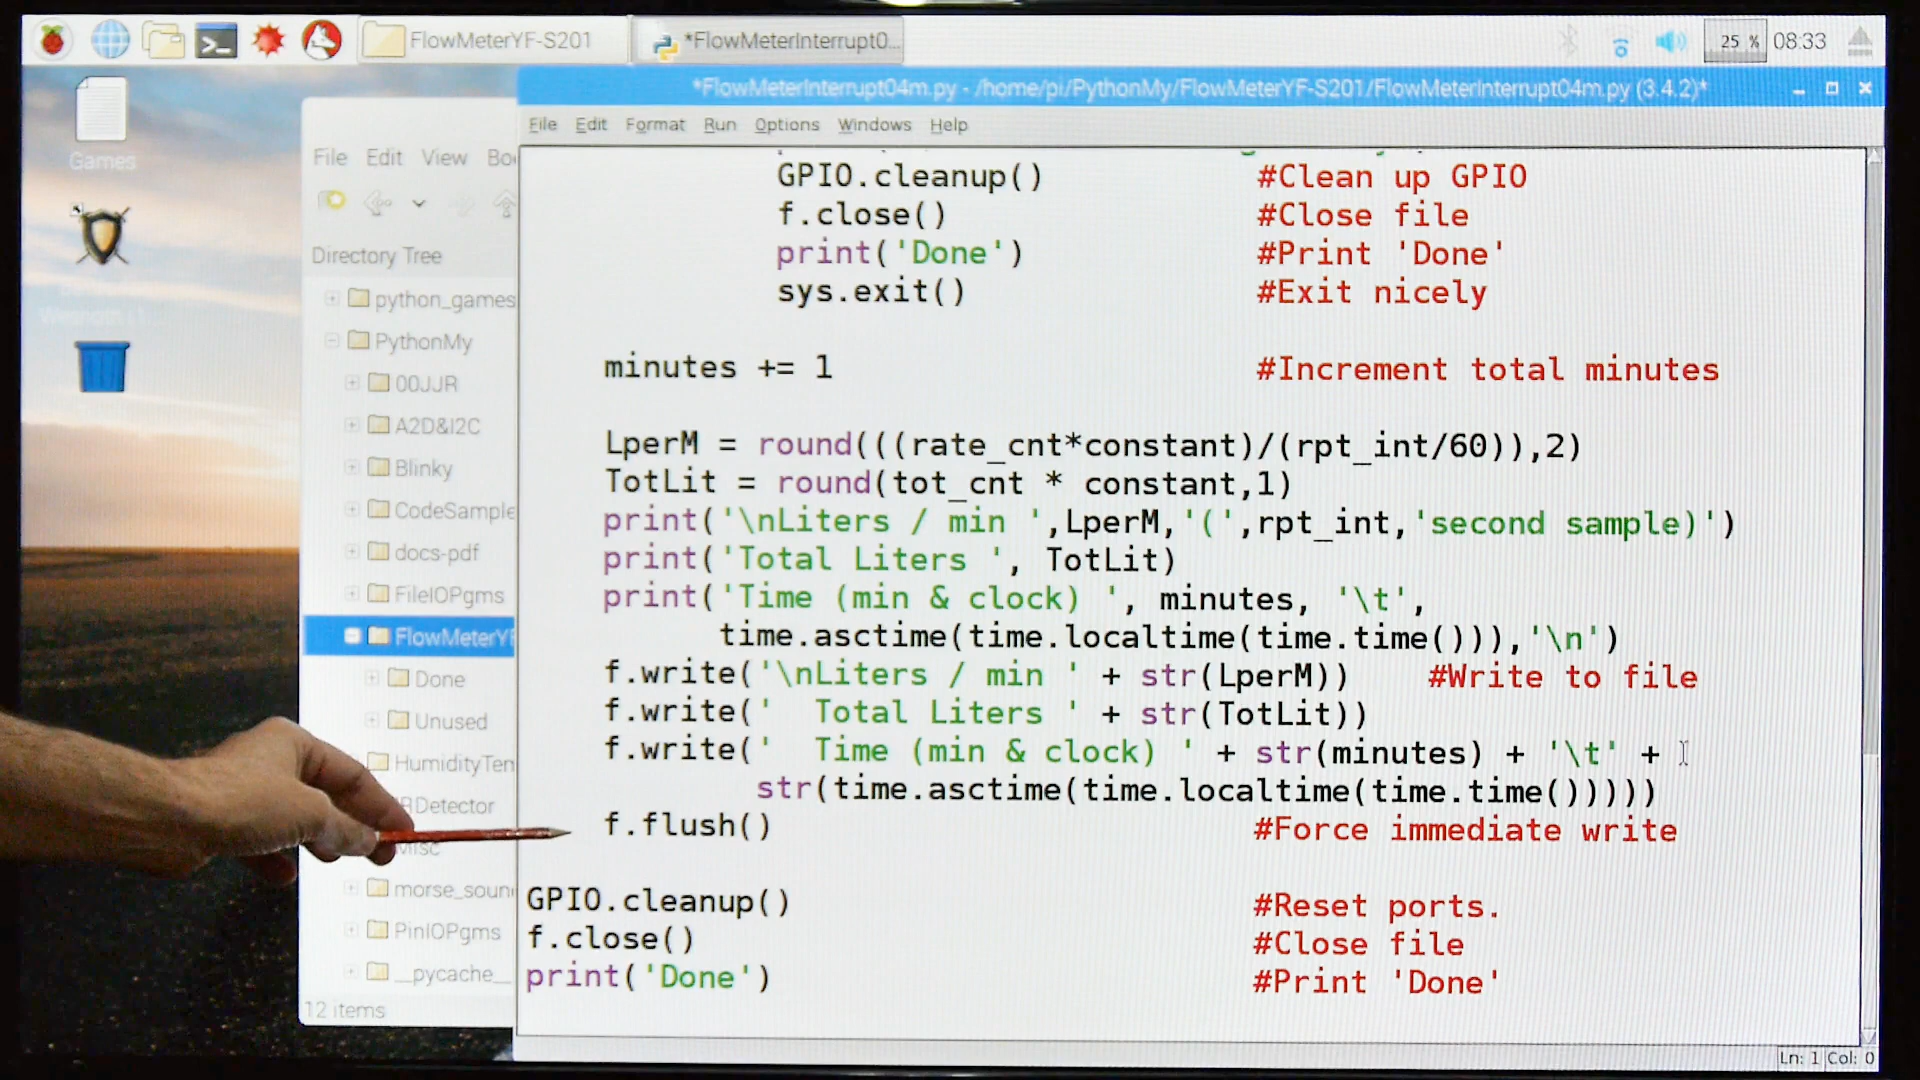 FlowMeterYF-S201
*FlowMeterInterrupt0...
25 %
08:33
*FlowMeterInterrupt04m.py - /home/pi/PythonMy/FlowMeterYF-S201/FlowMeterInterrupt04m.py (3.4.2)*
File Edit Format Run Options Windows Help
Games
File Edit View Bo
Directory Tree
python_games
PythonMy
00JJR
A2D&I2C
Blinky
CodeSample
docs-pdf
FileIOPgms
FlowMeterYF
Done
Unused
HumidityTem
Detector
Misc
morse_soun
PinIOPgms
__pycache__
12 items
GPIO.cleanup() #Clean up GPIO
f.close() #Close file
print('Done') #Print 'Done'
sys.exit() #Exit nicely
minutes += 1 #Increment total minutes
LperM = round(((rate_cnt*constant)/(rpt_int/60)),2)
TotLit = round(tot_cnt * constant,1)
print('\nLiters / min ',LperM,'(',rpt_int,'second sample)')
print('Total Liters ', TotLit)
print('Time (min & clock) ', minutes, '\t',
time.asctime(time.localtime(time.time())),'\n')
f.write('\nLiters / min ' + str(LperM)) #Write to file
f.write('  Total Liters ' + str(TotLit))
f.write('  Time (min & clock) ' + str(minutes) + '\t' +
str(time.asctime(time.localtime(time.time()))))
f.flush() #Force immediate write
GPIO.cleanup() #Reset ports.
f.close() #Close file
print('Done') #Print 'Done'
Ln: 1 Col: 0